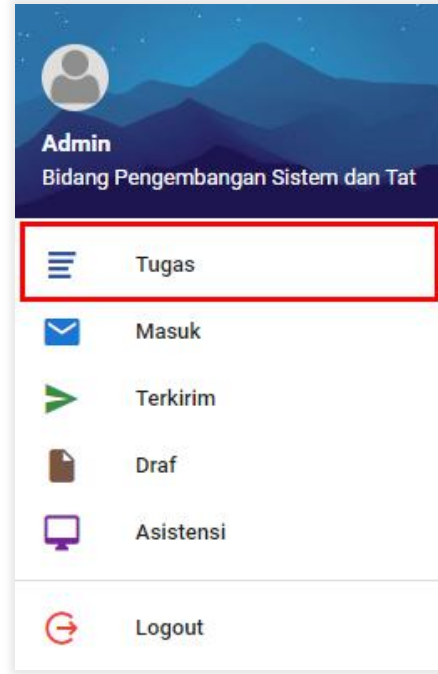 Admin
Bidang Pengembangan Sistem dan Tat
Tugas
Masuk
Terkirim
Draf
Asistensi
Logout